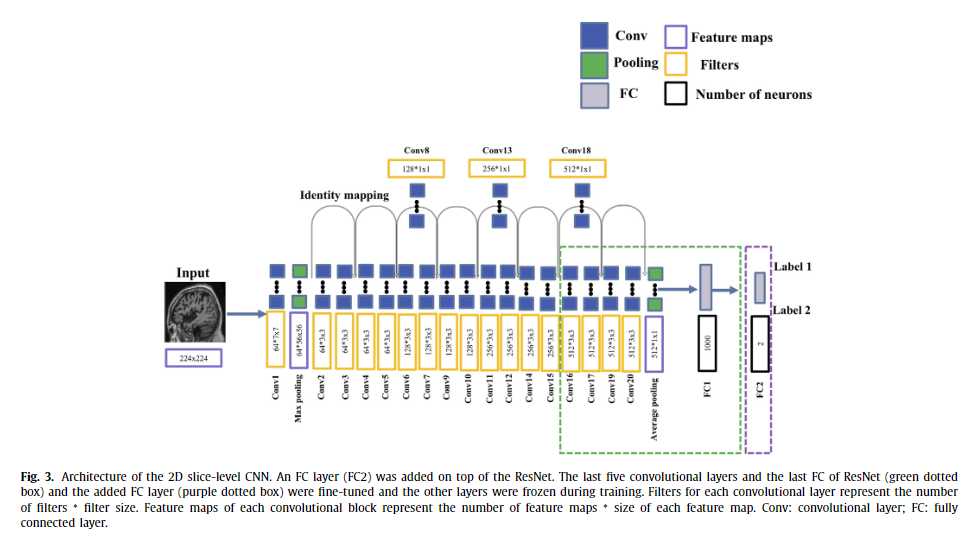 Conv
Feature maps
Pooling
Filters
FC
Number of neurons
Conv8
Conv13
Conv18
128*1x1
256*1x1
512*1x1
Identity mapping
Input
Label 1
Label 2
224x224
64*7x7
64*56x56
64*3x3
64*3x3
64*3x3
64*3x3
128*3x3
128*3x3
128*3x3
128*3x3
256*3x3
256*3x3
256*3x3
256*3x3
512*3x3
512*3x3
512*3x3
512*3x3
512*1x1
1000
2
Conv1
Max pooling
Conv2
Conv3
Conv4
Conv5
Conv6
Conv7
Conv9
Conv10
Conv11
Conv12
Conv14
Conv15
Conv16
Conv17
Conv19
Conv20
Average pooling
FC1
FC2
Fig. 3. Architecture of the 2D slice-level CNN. An FC layer (FC2) was added on top of the ResNet. The last five convolutional layers and the last FC of ResNet (green dotted
box) and the added FC layer (purple dotted box) were fine-tuned and the other layers were frozen during training. Filters for each convolutional layer represent the number
of filters * filter size. Feature maps of each convolutional block represent the number of feature maps * size of each feature map. Conv: convolutional layer; FC: fully
connected layer.